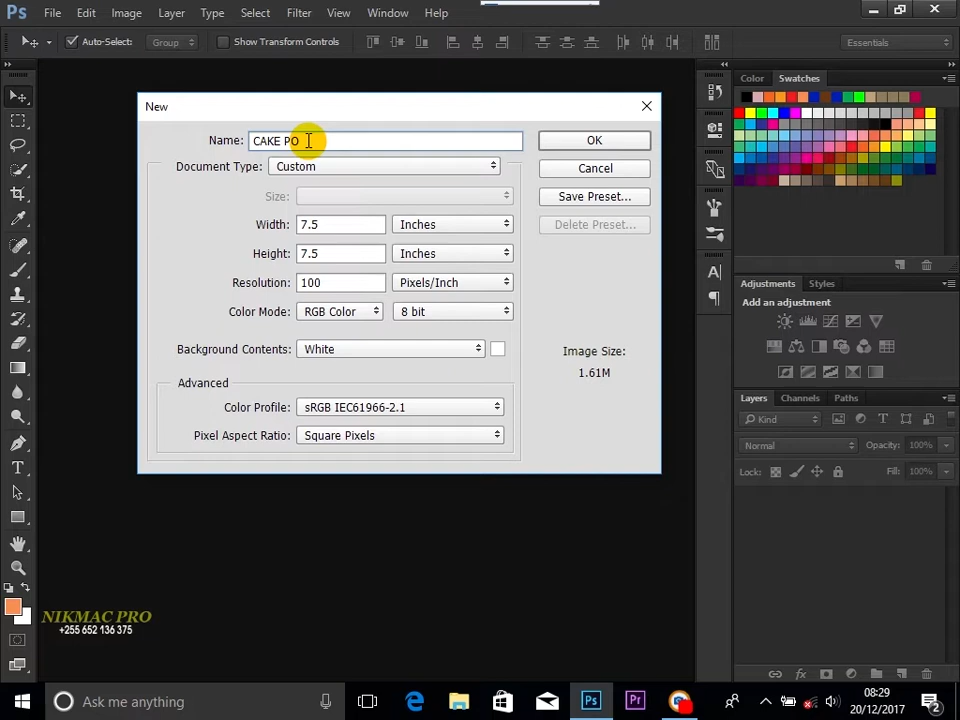 Ps File Edit Image Layer Type Select Filter View Window Help
Auto-Select: Group Show Transform Controls Essentials
Color Swatches
New
Name: CAKE PO OK
Document Type: Custom Cancel
Size: Save Preset...
Width: 7.5 Inches Delete Preset...
Height: 7.5 Inches
Resolution: 100 Pixels/Inch
Color Mode: RGB Color 8 bit
Background Contents: White Image Size:
1.61M
Advanced
Color Profile: sRGB IEC61966-2.1
Pixel Aspect Ratio: Square Pixels
Adjustments Styles
Add an adjustment
Layers Channels Paths
Kind
Normal Opacity: 100%
Lock: Fill: 100%
NIKMAC PRO
+255 652 136 375
Ask me anything
08:29
20/12/2017
2